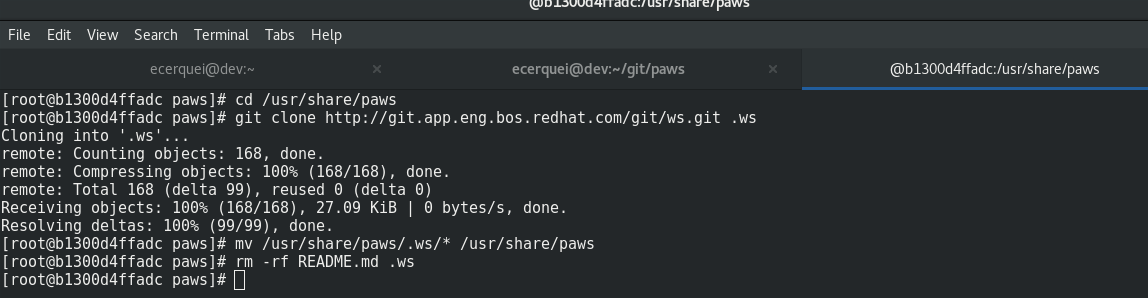 @b1300d4ffadc:/usr/share/paws
File Edit View Search Terminal Tabs Help
ecerquei@dev:~ × ecerquei@dev:~/git/paws × @b1300d4ffadc:/usr/share/paws
[root@b1300d4ffadc paws]# cd /usr/share/paws
[root@b1300d4ffadc paws]# git clone http://git.app.eng.bos.redhat.com/git/ws.git .ws
Cloning into '.ws'...
remote: Counting objects: 168, done.
remote: Compressing objects: 100% (168/168), done.
remote: Total 168 (delta 99), reused 0 (delta 0)
Receiving objects: 100% (168/168), 27.09 KiB | 0 bytes/s, done.
Resolving deltas: 100% (99/99), done.
[root@b1300d4ffadc paws]# mv /usr/share/paws/.ws/* /usr/share/paws
[root@b1300d4ffadc paws]# rm -rf README.md .ws
[root@b1300d4ffadc paws]#